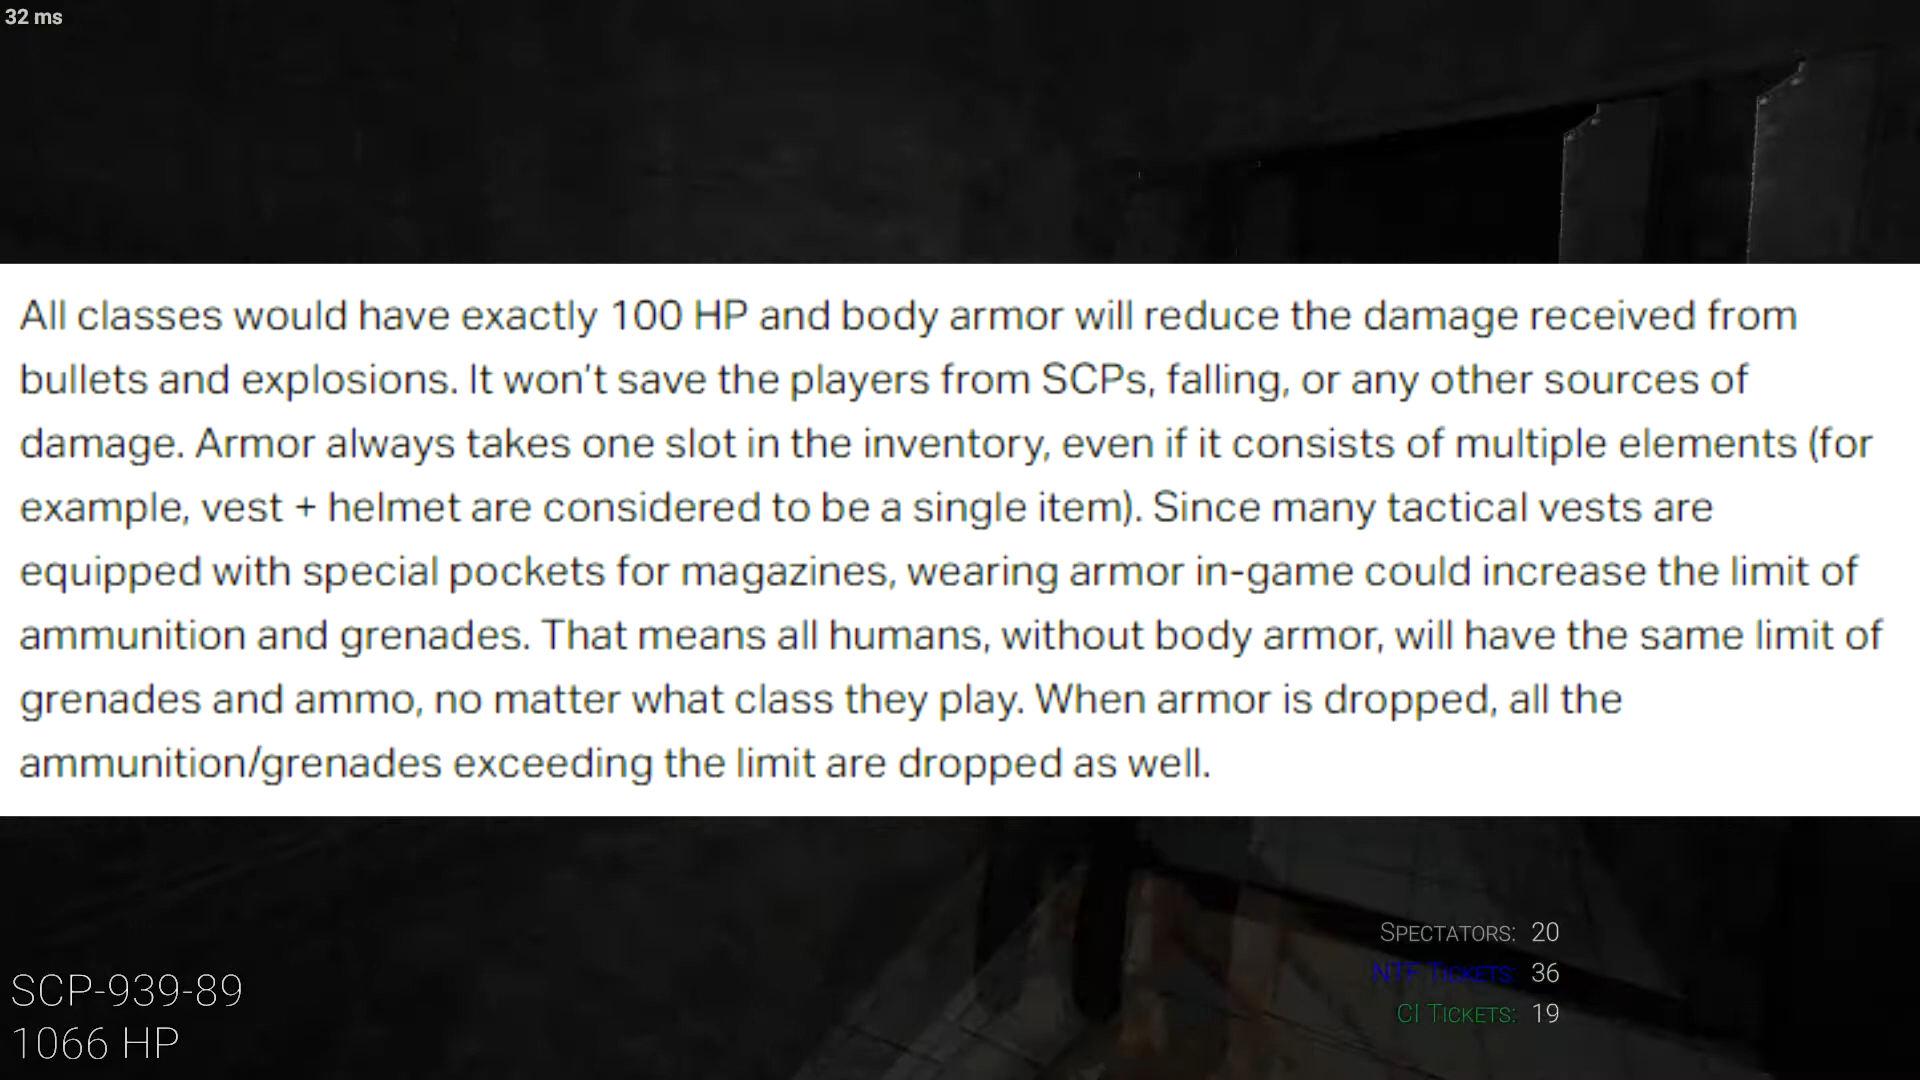 32 ms
All classes would have exactly 100 HP and body armor will reduce the damage received from
bullets and explosions. It won't save the players from SCPs, falling, or any other sources of
damage. Armor always takes one slot in the inventory, even if it consists of multiple elements (for
example, vest + helmet are considered to be a single item). Since many tactical vests are
equipped with special pockets for magazines, wearing armor in-game could increase the limit of
ammunition and grenades. That means all humans, without body armor, will have the same limit of
grenades and ammo, no matter what class they play. When armor is dropped, all the
ammunition/grenades exceeding the limit are dropped as well.
SPECTATORS: 20
NTF TICKETS: 36
CI TICKETS: 19
SCP-939-89
1066 HP